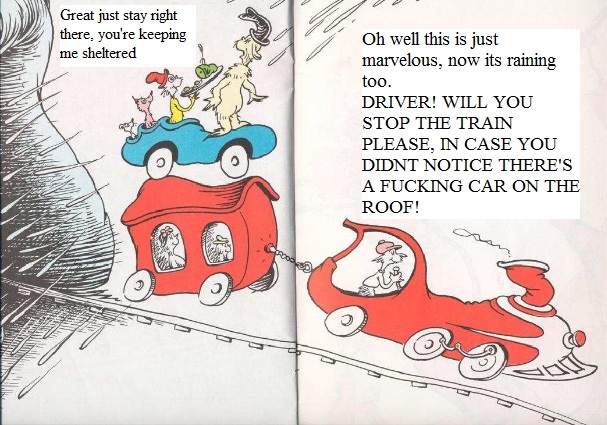 Great just stay right
there, you're keeping
me sheltered
Oh well this is just
marvelous, now its raining
too.
DRIVER! WILL YOU
STOP THE TRAIN
PLEASE, IN CASE YOU
DIDNT NOTICE THERE'S
A FUCKING CAR ON THE
ROOF!